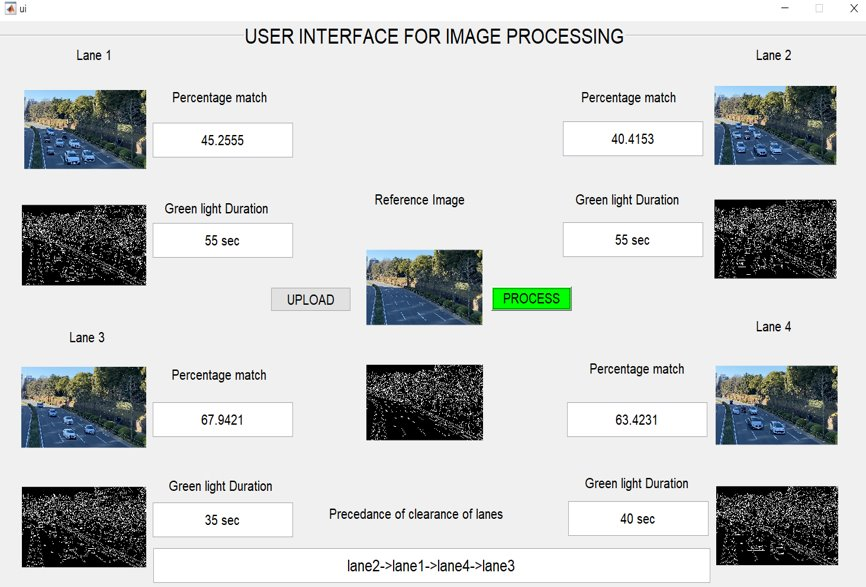 ui
USER INTERFACE FOR IMAGE PROCESSING
Lane 1
Percentage match
45.2555
Green light Duration
55 sec
Lane 2
Percentage match
40.4153
Green light Duration
55 sec
Reference Image
UPLOAD
PROCESS
Lane 3
Percentage match
67.9421
Green light Duration
35 sec
Lane 4
Percentage match
63.4231
Green light Duration
40 sec
Precedance of clearance of lanes
lane2->lane1->lane4->lane3